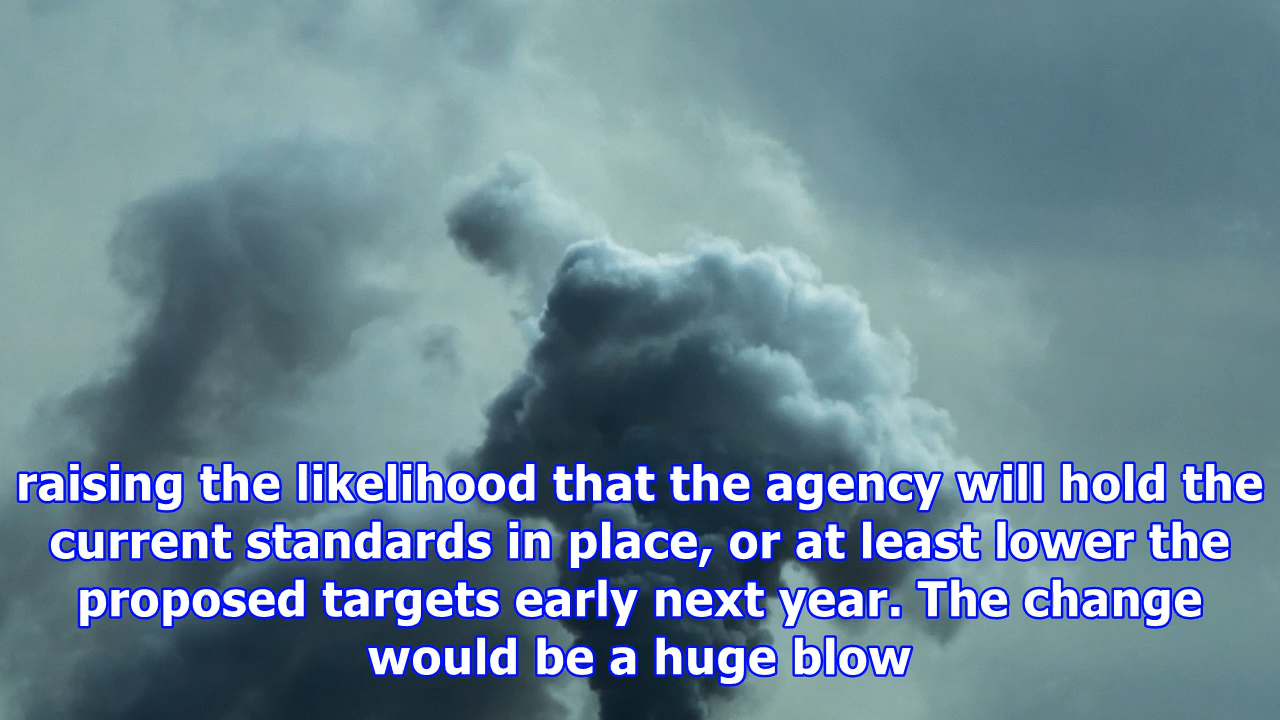 raising the likelihood that the agency will hold the
current standards in place, or at least lower the
proposed targets early next year. The change
would be a huge blow